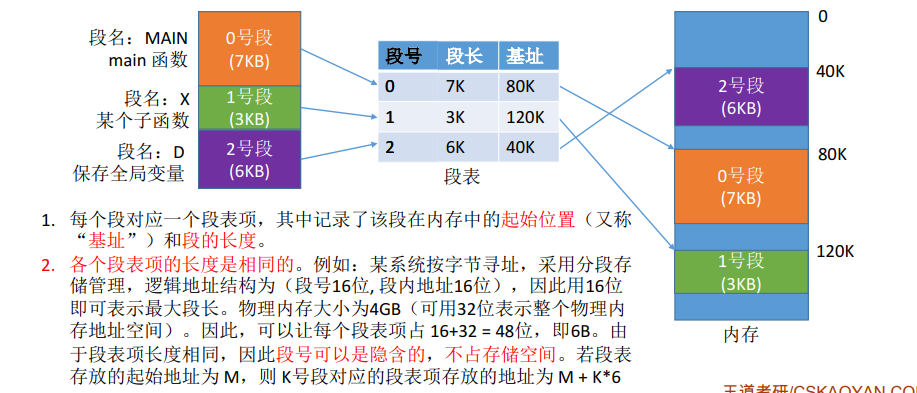 段名：MAIN
main 函数
0号段
(7KB)
段名：X
某个子函数
1号段
(3KB)
段名：D
保存全局变量
2号段
(6KB)
段号 段长 基址
0 7K 80K
1 3K 120K
2 6K 40K
段表
0
40K
2号段
(6KB)
80K
0号段
(7KB)
120K
1号段
(3KB)
内存
1. 每个段对应一个段表项，其中记录了该段在内存中的起始位置（又称
“基址”）和段的长度。
2. 各个段表项的长度是相同的。例如：某系统按字节寻址，采用分段存
储管理，逻辑地址结构为（段号16位, 段内地址16位），因此用16位
即可表示最大段长。物理内存大小为4GB（可用32位表示整个物理内
存地址空间）。因此，可以让每个段表项占 16+32 = 48位，即6B。由
于段表项长度相同，因此段号可以是隐含的，不占存储空间。若段表
存放的起始地址为 M，则 K号段对应的段表项存放的地址为 M + K*6
王道考研/CSKAOYAN.CO